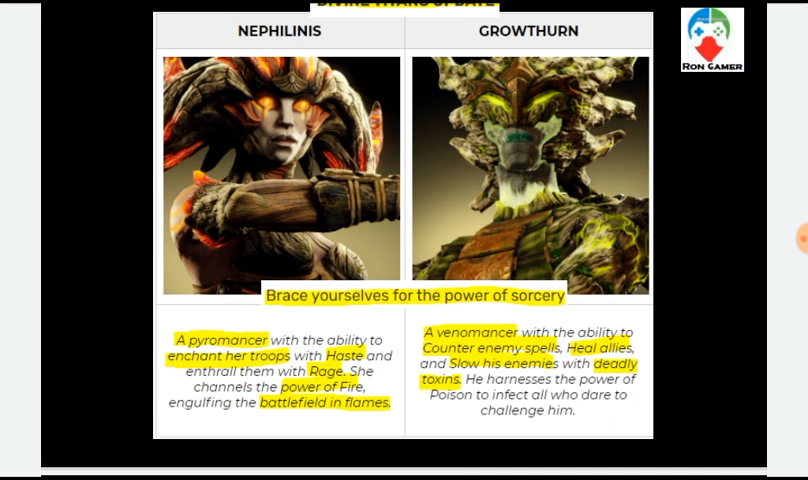 DIVINE TITANS UPDATE
NEPHILINIS
GROWTHURN
RON GAMER
Brace yourselves for the power of sorcery
A pyromancer with the ability to
enchant her troops with Haste and
enthrall them with Rage. She
channels the power of Fire,
engulfing the battlefield in flames.
A venomancer with the ability to
Counter enemy spells, Heal allies,
and Slow his enemies with deadly
toxins. He harnesses the power of
Poison to infect all who dare to
challenge him.